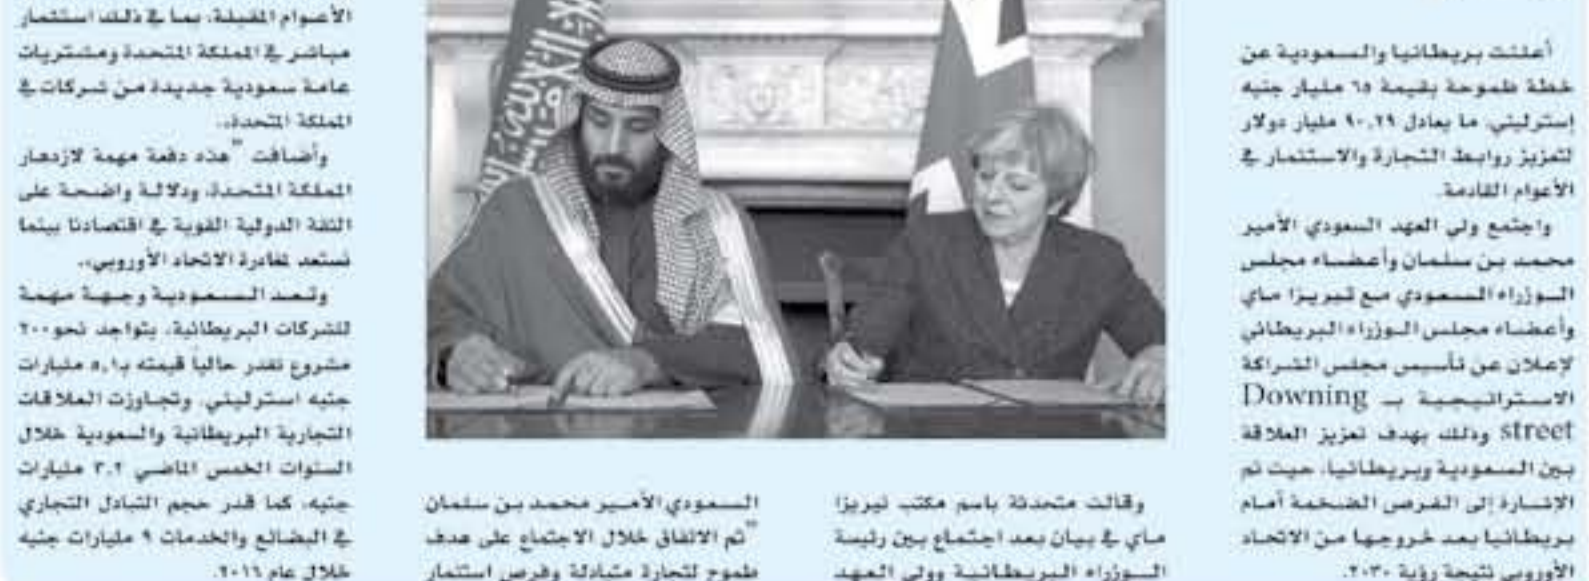 أعلنت بريطانيا والسعودية عن
خطة طموحة بقيمة ٦٥ مليار جنيه
إسترليني، ما يعادل ٩٠,٢٩ مليار دولار
لتعزيز روابط التجارة والاستثمار في
الأعوام القادمة.
واجتمع ولي العهد السعودي الأمير
محمد بن سلمان وأعضاء مجلس
الوزراء السعودي مع تيريزا ماي
وأعضاء مجلس الوزراء البريطاني
لإعلان عن تأسيس مجلس الشراكة
الاستراتيجية بـ Downing
street وذلك بهدف تعزيز العلاقة
بين السعودية وبريطانيا، حيث تم
الإشارة إلى الفرص الضخمة أمام
بريطانيا بعد خروجها من الاتحاد
الأوروبي نتيجة رؤية ٢٠٣٠.
وقالت متحدثة باسم مكتب تيريزا
ماي في بيان بعد اجتماع بين رئيسة
الوزراء البريطانية وولي العهد
السعودي الأمير محمد بن سلمان
"تم الاتفاق خلال الاجتماع على هدف
طموح لتجارة متبادلة وفرص استثمار
الأعوام المقبلة، بما في ذلك استثمار
مباشر في المملكة المتحدة ومشتريات
عامة سعودية جديدة من شركات في
المملكة المتحدة،،
وأضافت "هذه دفعة مهمة لازدهار
المملكة المتحدة، ودلالة واضحة على
الثقة الدولية القوية في اقتصادنا بينما
نستعد لمغادرة الاتحاد الأوروبي،،
وتعد السعودية وجهة مهمة
للشركات البريطانية، يتواجد نحو ٢٠٠
مشروع تقدر حالياً قيمته بـ٥,١ مليارات
جنيه استرليني، وتجاوزت العلاقات
التجارية البريطانية والسعودية خلال
السنوات الخمس الماضي ٣.٢ مليارات
جنيه، كما قدر حجم التبادل التجاري
في البضائع والخدمات ٩ مليارات جنيه
خلال عام ٢٠١٦.